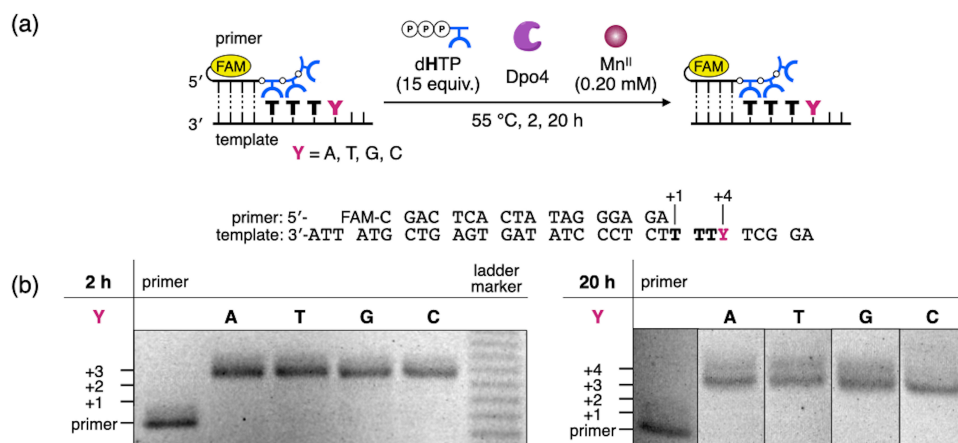 (a)
primer
FAM
5′
T T T Y
3′
template
Y = A, T, G, C
P P P
dHTP
(15 equiv.)
Dpo4
Mnᴵᴵ
(0.20 mM)
55 °C, 2, 20 h
FAM
T T T Y
+1 +4
primer: 5′- FAM-C GAC TCA CTA TAG GGA GA
template: 3′-ATT ATG CTG AGT GAT ATC CCT CTT TTY TCG GA
(b)
2 h primer ladder marker
Y A T G C
+3
+2
+1
primer
20 h primer
Y A T G C
+4
+3
+2
+1
primer